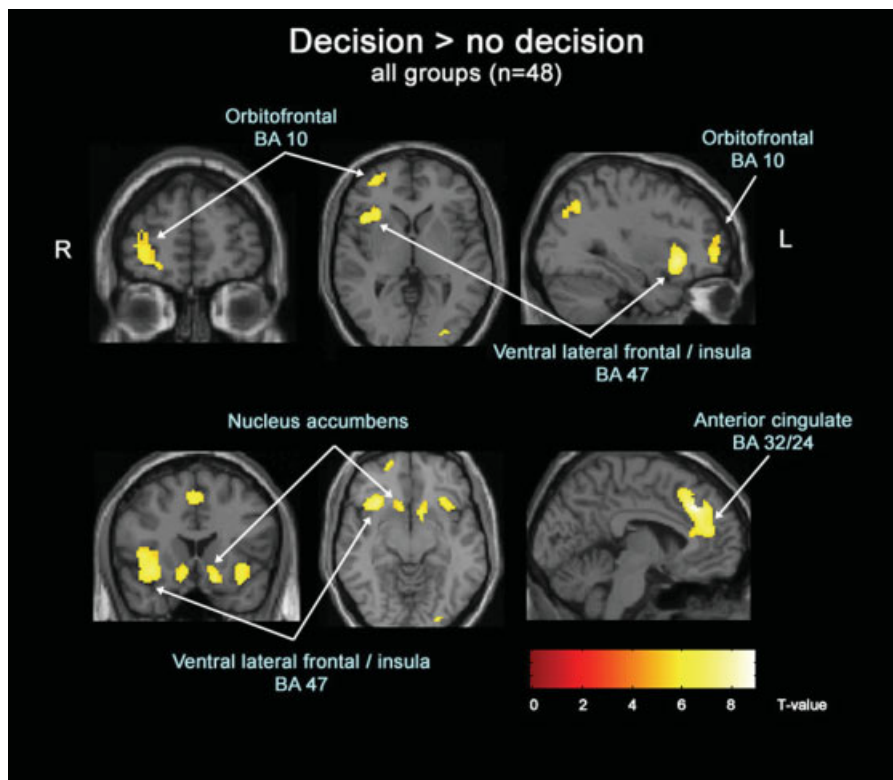 Decision > no decision
all groups (n=48)
Orbitofrontal
BA 10
Orbitofrontal
BA 10
R
L
Ventral lateral frontal / insula
BA 47
Nucleus accumbens
Anterior cingulate
BA 32/24
Ventral lateral frontal / insula
BA 47
0 2 4 6 8 T-value